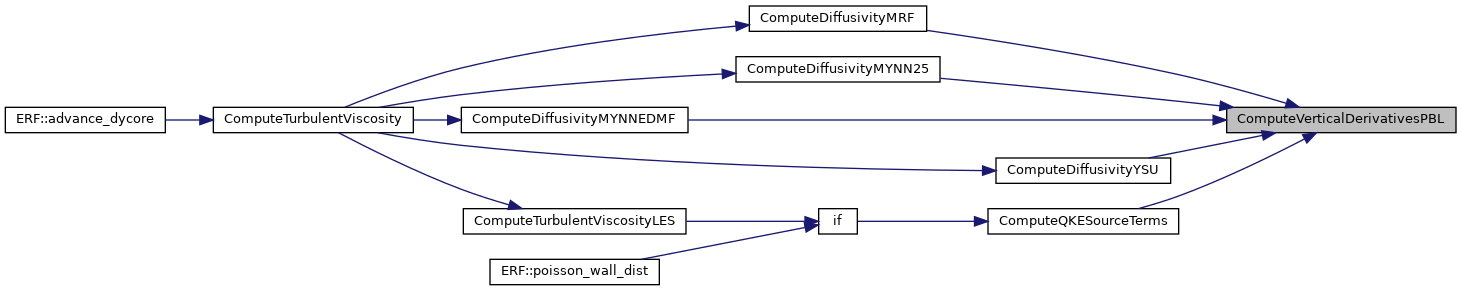 ComputeDiffusivityMRF
ComputeDiffusivityMYNN25
ERF::advance_dycore
ComputeTurbulentViscosity
ComputeDiffusivityMYNNEDMF
ComputeVerticalDerivativesPBL
ComputeDiffusivityYSU
ComputeTurbulentViscosityLES
if
ComputeQKESourceTerms
ERF::poisson_wall_dist